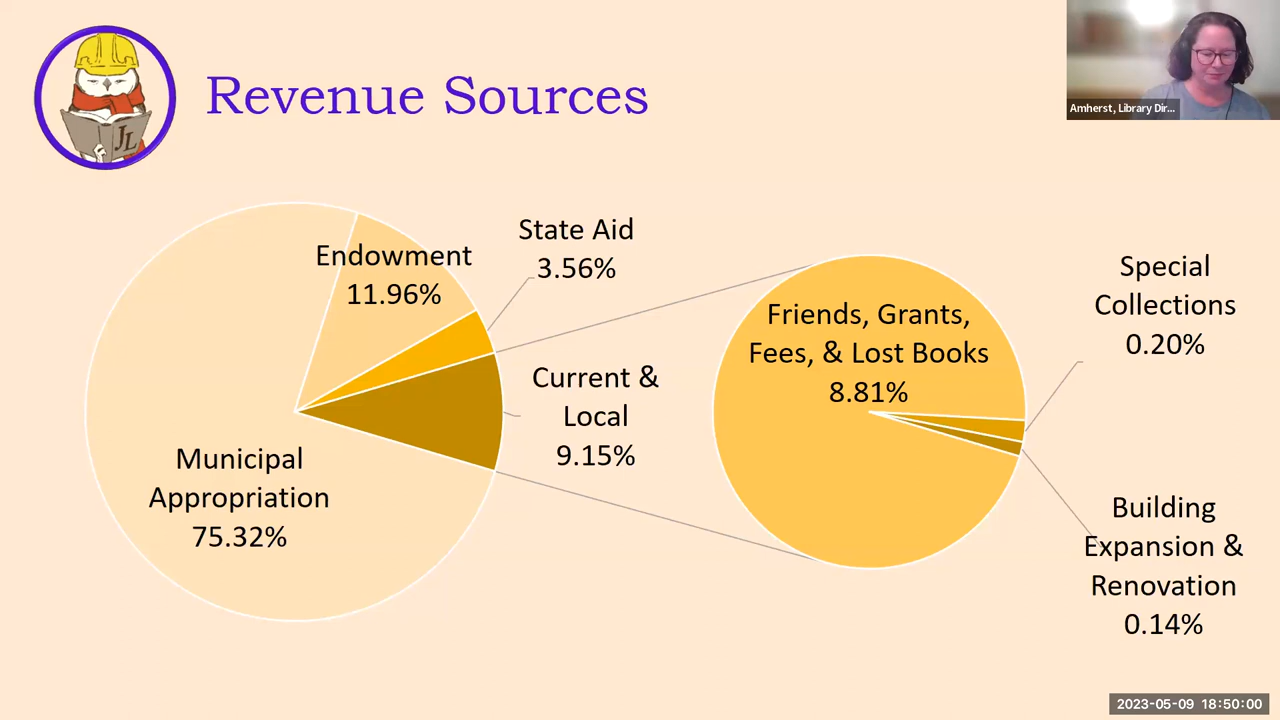 Revenue Sources
JL
Amherst, Library Dir...
Endowment
11.96%
State Aid
3.56%
Current &
Local
9.15%
Municipal
Appropriation
75.32%
Friends, Grants,
Fees, & Lost Books
8.81%
Special
Collections
0.20%
Building
Expansion &
Renovation
0.14%
2023-05-09 18:50:00